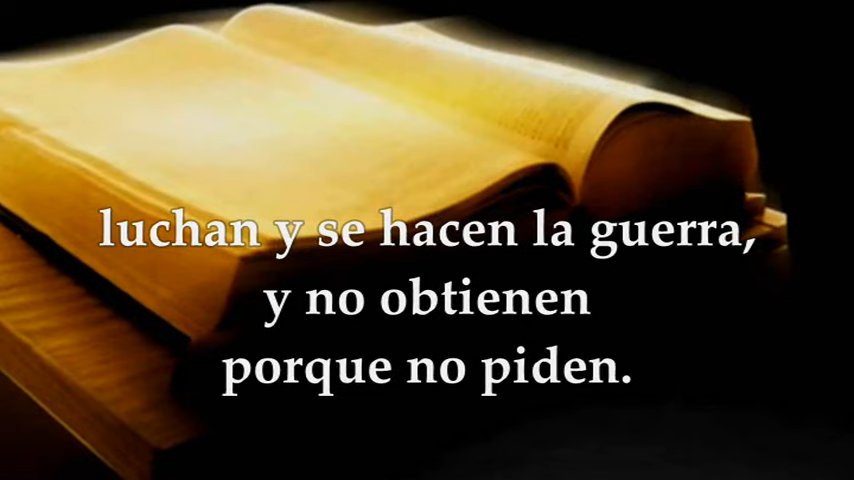 luchan y se hacen la guerra,
y no obtienen
porque no piden.